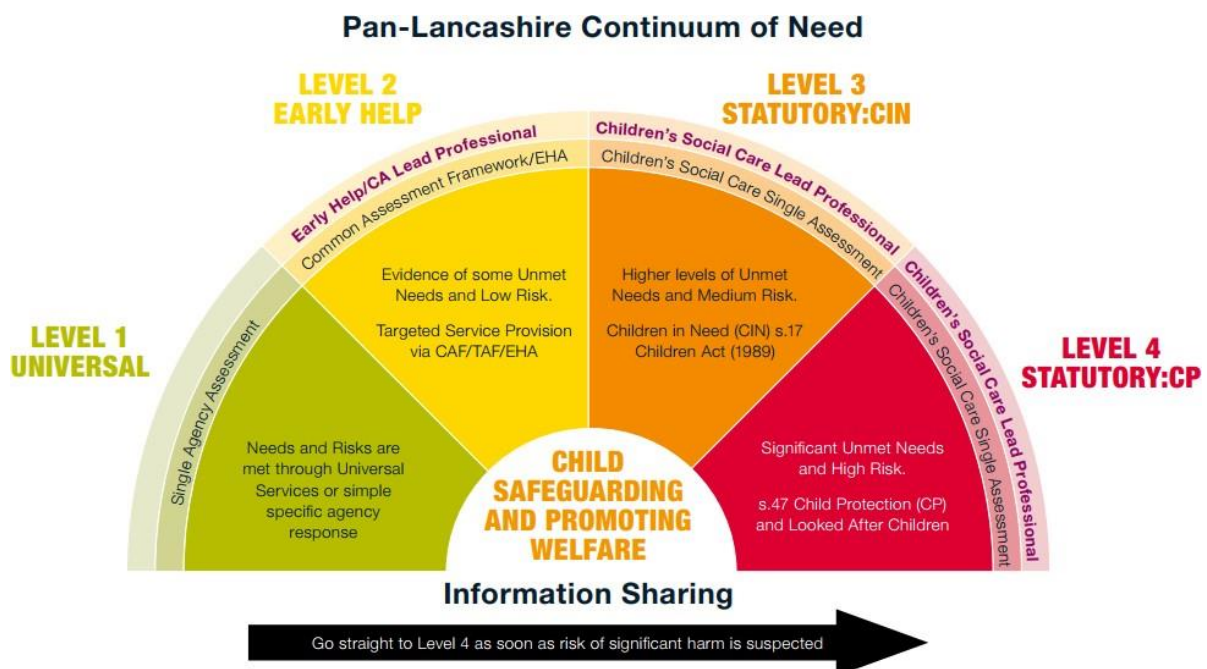 Pan-Lancashire Continuum of Need
LEVEL 1
UNIVERSAL
Single Agency Assessment
Needs and Risks are
met through Universal
Services or simple
specific agency
response
LEVEL 2
EARLY HELP
Early Help/CA Lead Professional
Common Assessment Framework/EHA
Evidence of some Unmet
Needs and Low Risk.
Targeted Service Provision
via CAF/TAF/EHA
LEVEL 3
STATUTORY:CIN
Children's Social Care Lead Professional
Children's Social Care Single Assessment
Higher levels of Unmet
Needs and Medium Risk.
Children in Need (CIN) s.17
Children Act (1989)
LEVEL 4
STATUTORY:CP
Children's Social Care Lead Professional
Children's Social Care Single Assessment
Significant Unmet Needs
and High Risk.
s.47 Child Protection (CP)
and Looked After Children
CHILD
SAFEGUARDING
AND PROMOTING
WELFARE
Information Sharing
Go straight to Level 4 as soon as risk of significant harm is suspected